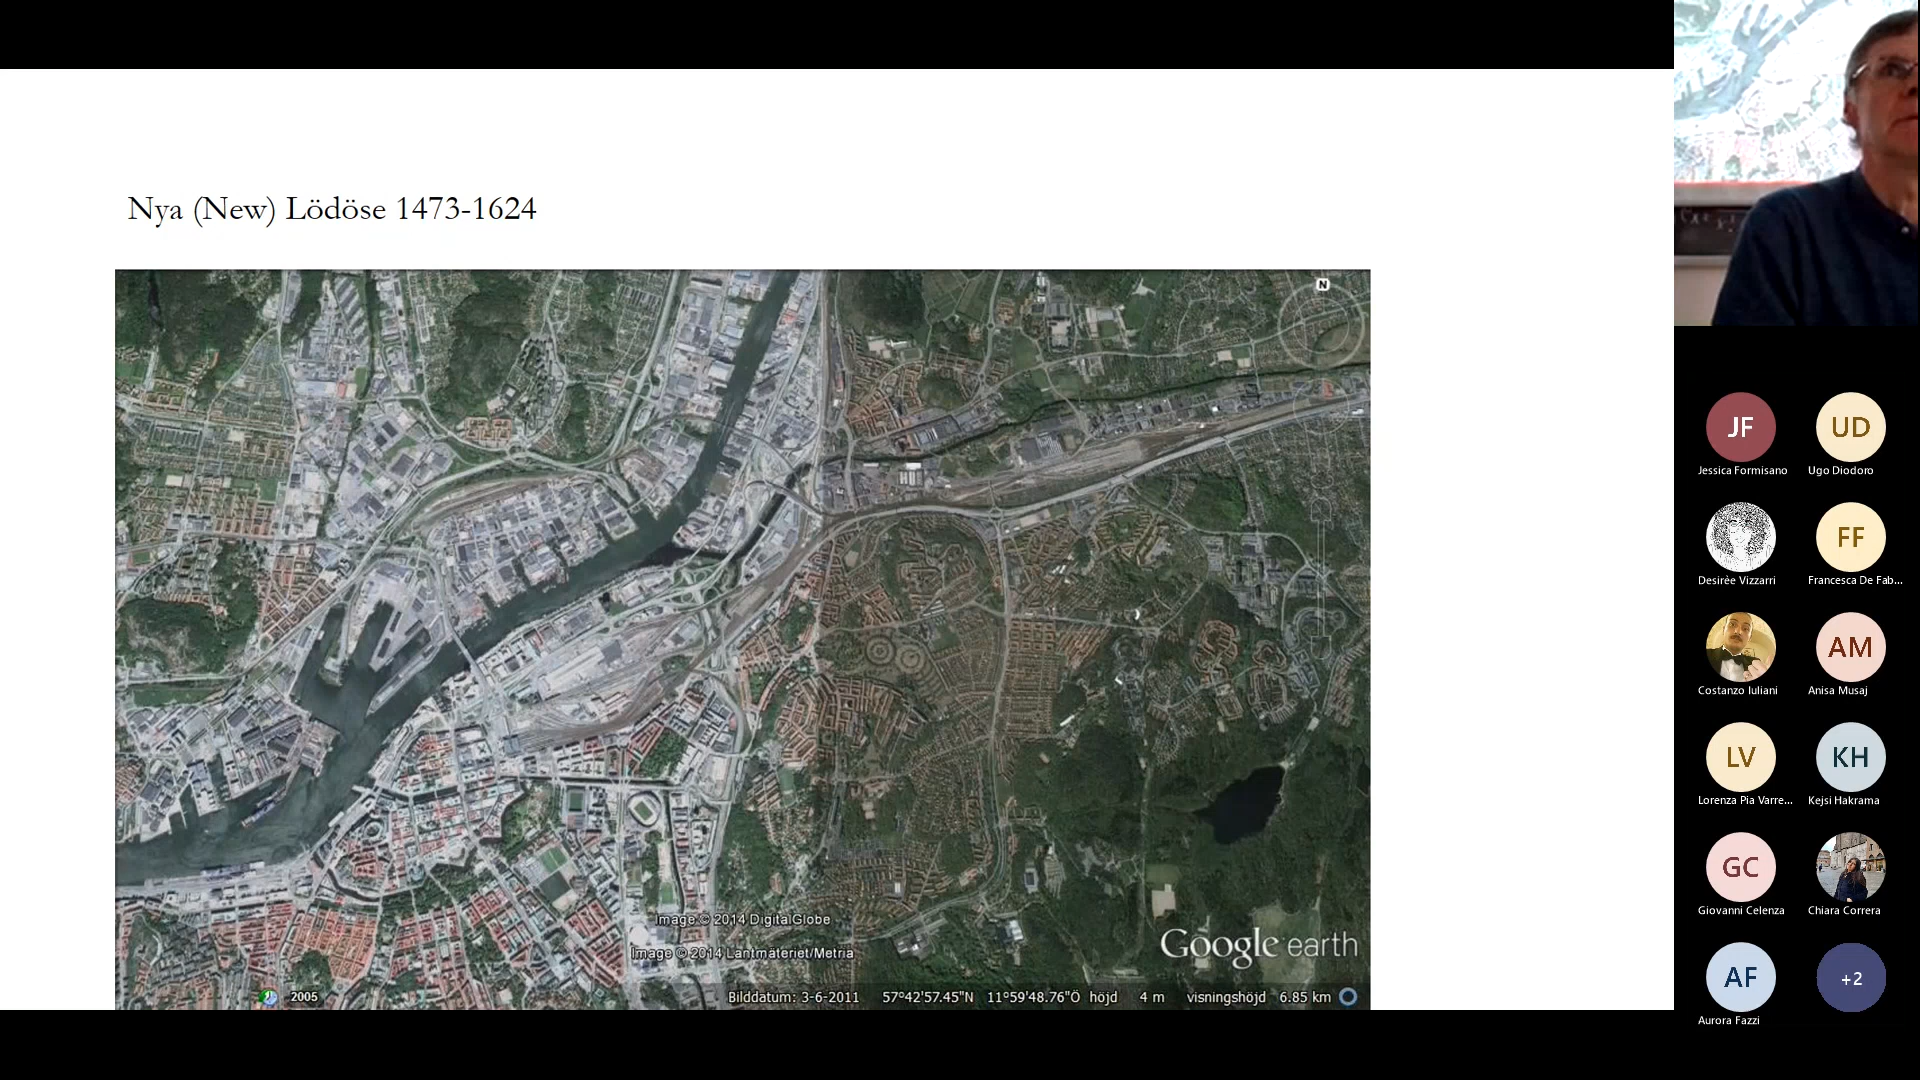 Nya (New) Lödöse 1473-1624
N
Image © 2014 DigitalGlobe
Image © 2014 Lantmäteriet/Metria
Google earth
2005
Bilddatum: 3-6-2011 57°42'57.45"N 11°59'48.76"Ö höjd 4 m visningshöjd 6.85 km
JF
UD
Jessica Formisano
Ugo Diodoro
FF
Desirèe Vizzarri
Francesca De Fab...
AM
Costanzo Iuliani
Anisa Musaj
LV
KH
Lorenza Pia Varre...
Kejsi Hakrama
GC
Giovanni Celenza
Chiara Correra
AF
+2
Aurora Fazzi